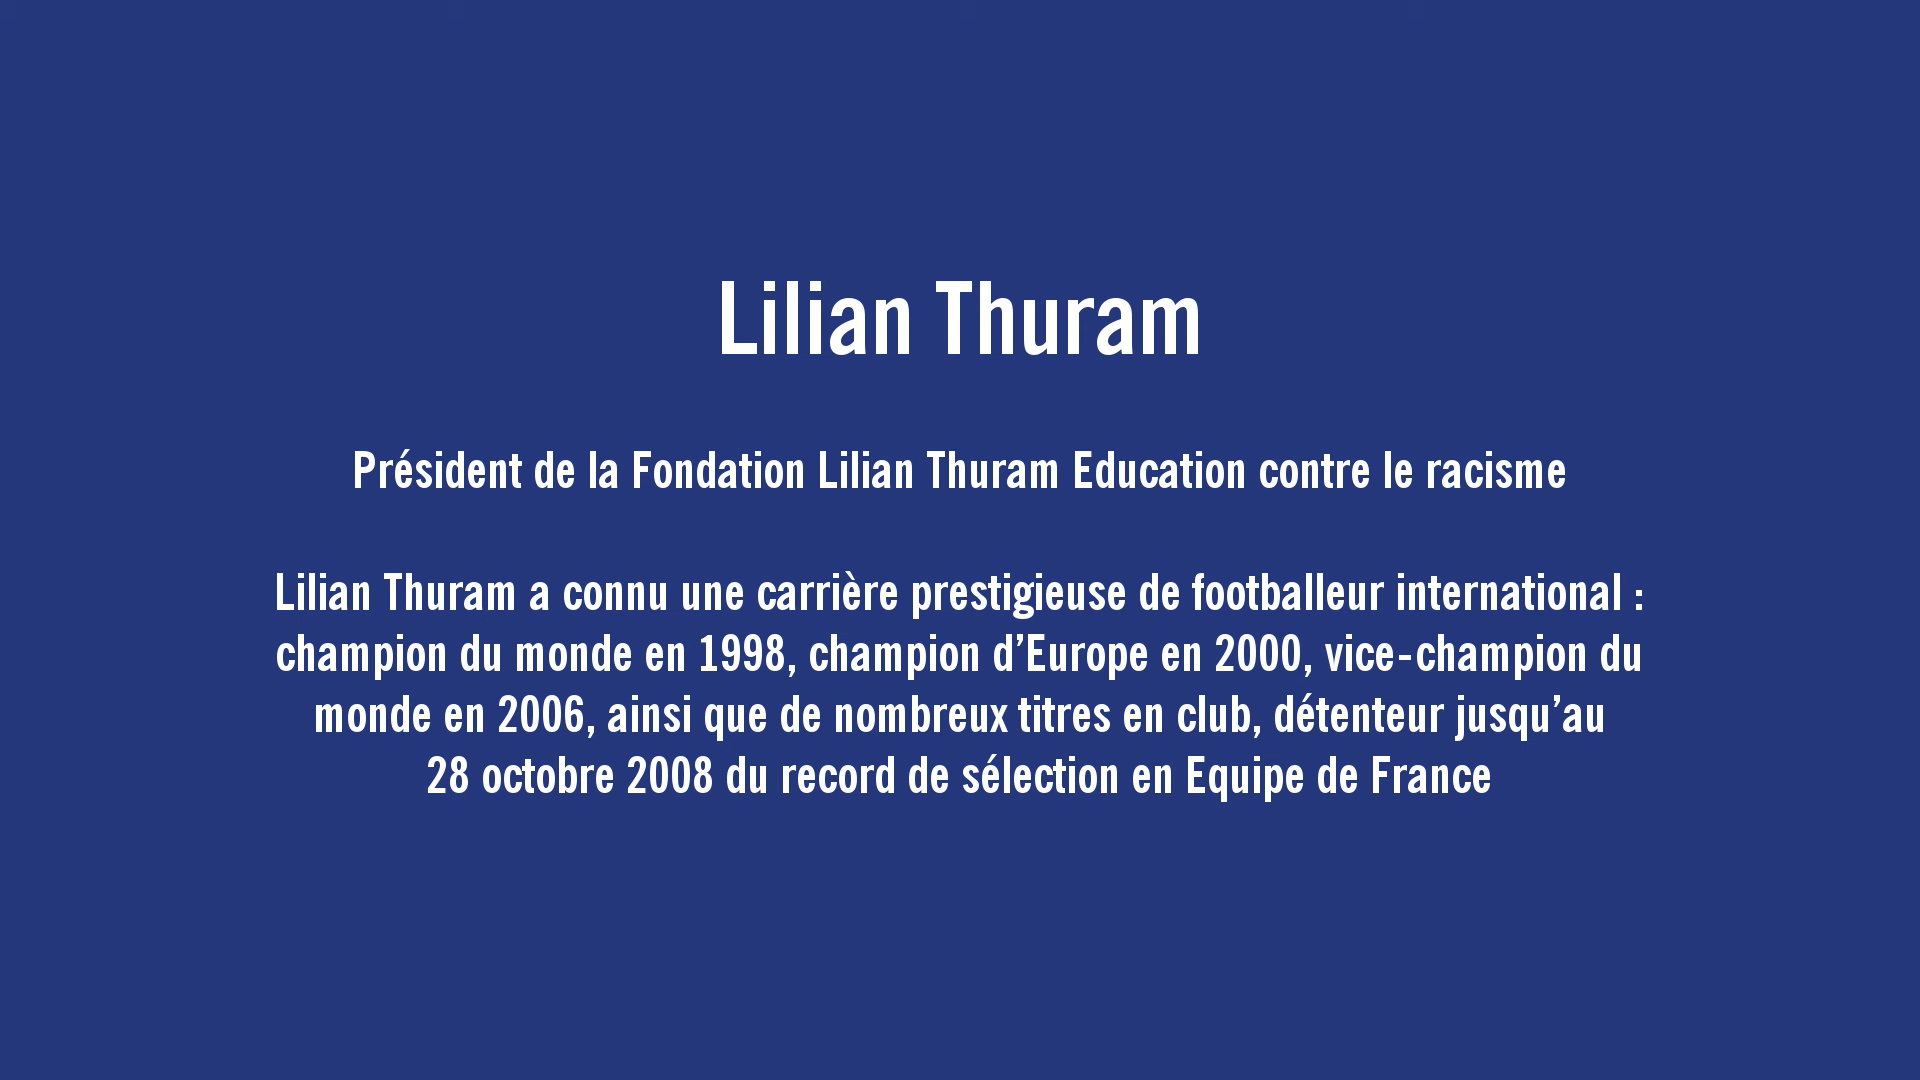 Lilian Thuram
Président de la Fondation Lilian Thuram Education contre le racisme
Lilian Thuram a connu une carrière prestigieuse de footballeur international :
champion du monde en 1998, champion d’Europe en 2000, vice-champion du
monde en 2006, ainsi que de nombreux titres en club, détenteur jusqu’au
28 octobre 2008 du record de sélection en Equipe de France